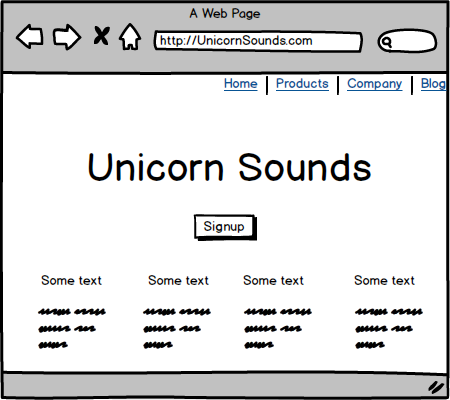 A Web Page
http://UnicornSounds.com
Home Products Company Blog
Unicorn Sounds
Signup
Some text Some text Some text Some text